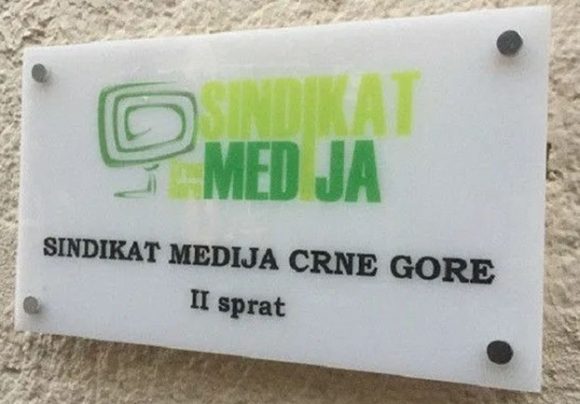 SINDIKAT
MEDIJA
SINDIKAT MEDIJA CRNE GORE
II sprat